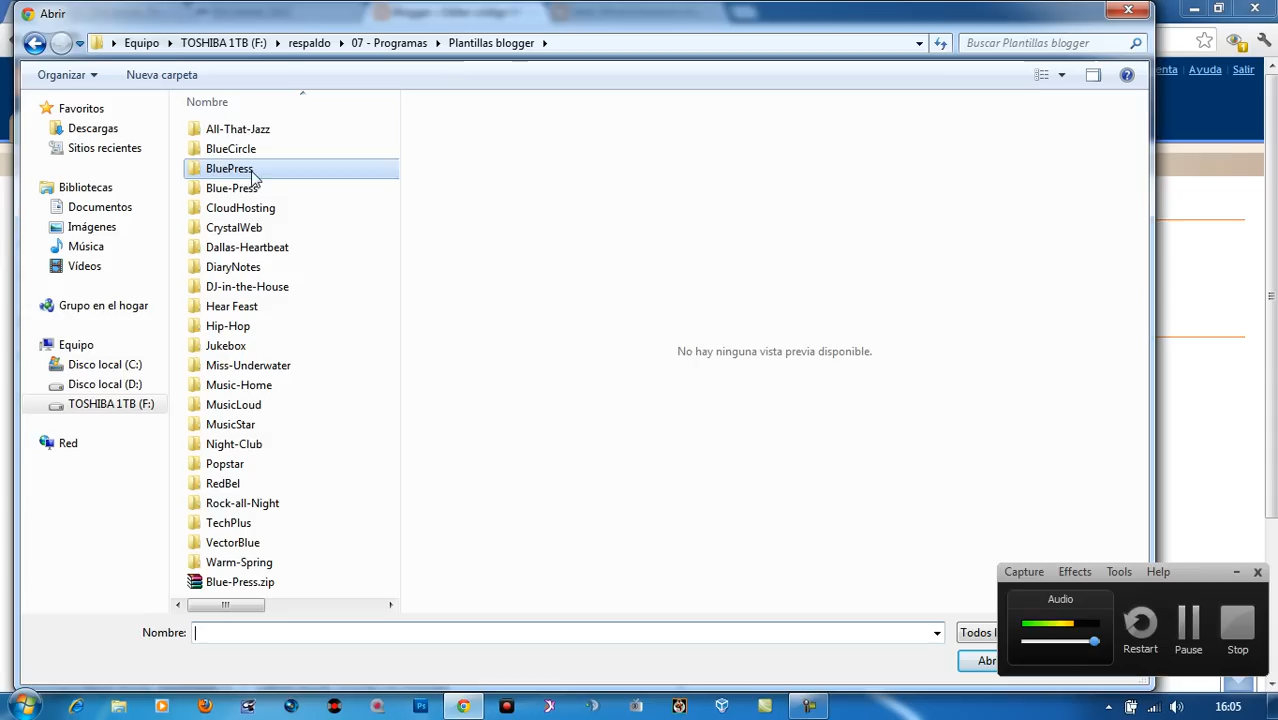 Abrir
Equipo TOSHIBA 1TB (F:) respaldo 07 - Programas Plantillas blogger
Buscar Plantillas blogger
Organizar Nueva carpeta
enta Ayuda Salir
Favoritos
Descargas
Sitios recientes
Bibliotecas
Documentos
Imágenes
Música
Vídeos
Grupo en el hogar
Equipo
Disco local (C:)
Disco local (D:)
TOSHIBA 1TB (F:)
Red
Nombre
All-That-Jazz
BlueCircle
BluePress
Blue-Press
CloudHosting
CrystalWeb
Dallas-Heartbeat
DiaryNotes
DJ-in-the-House
Hear Feast
Hip-Hop
Jukebox
Miss-Underwater
Music-Home
MusicLoud
MusicStar
Night-Club
Popstar
RedBel
Rock-all-Night
TechPlus
VectorBlue
Warm-Spring
Blue-Press.zip
No hay ninguna vista previa disponible.
Nombre:
Todos l
Abr
Capture Effects Tools Help
Audio
Restart Pause Stop
16:05